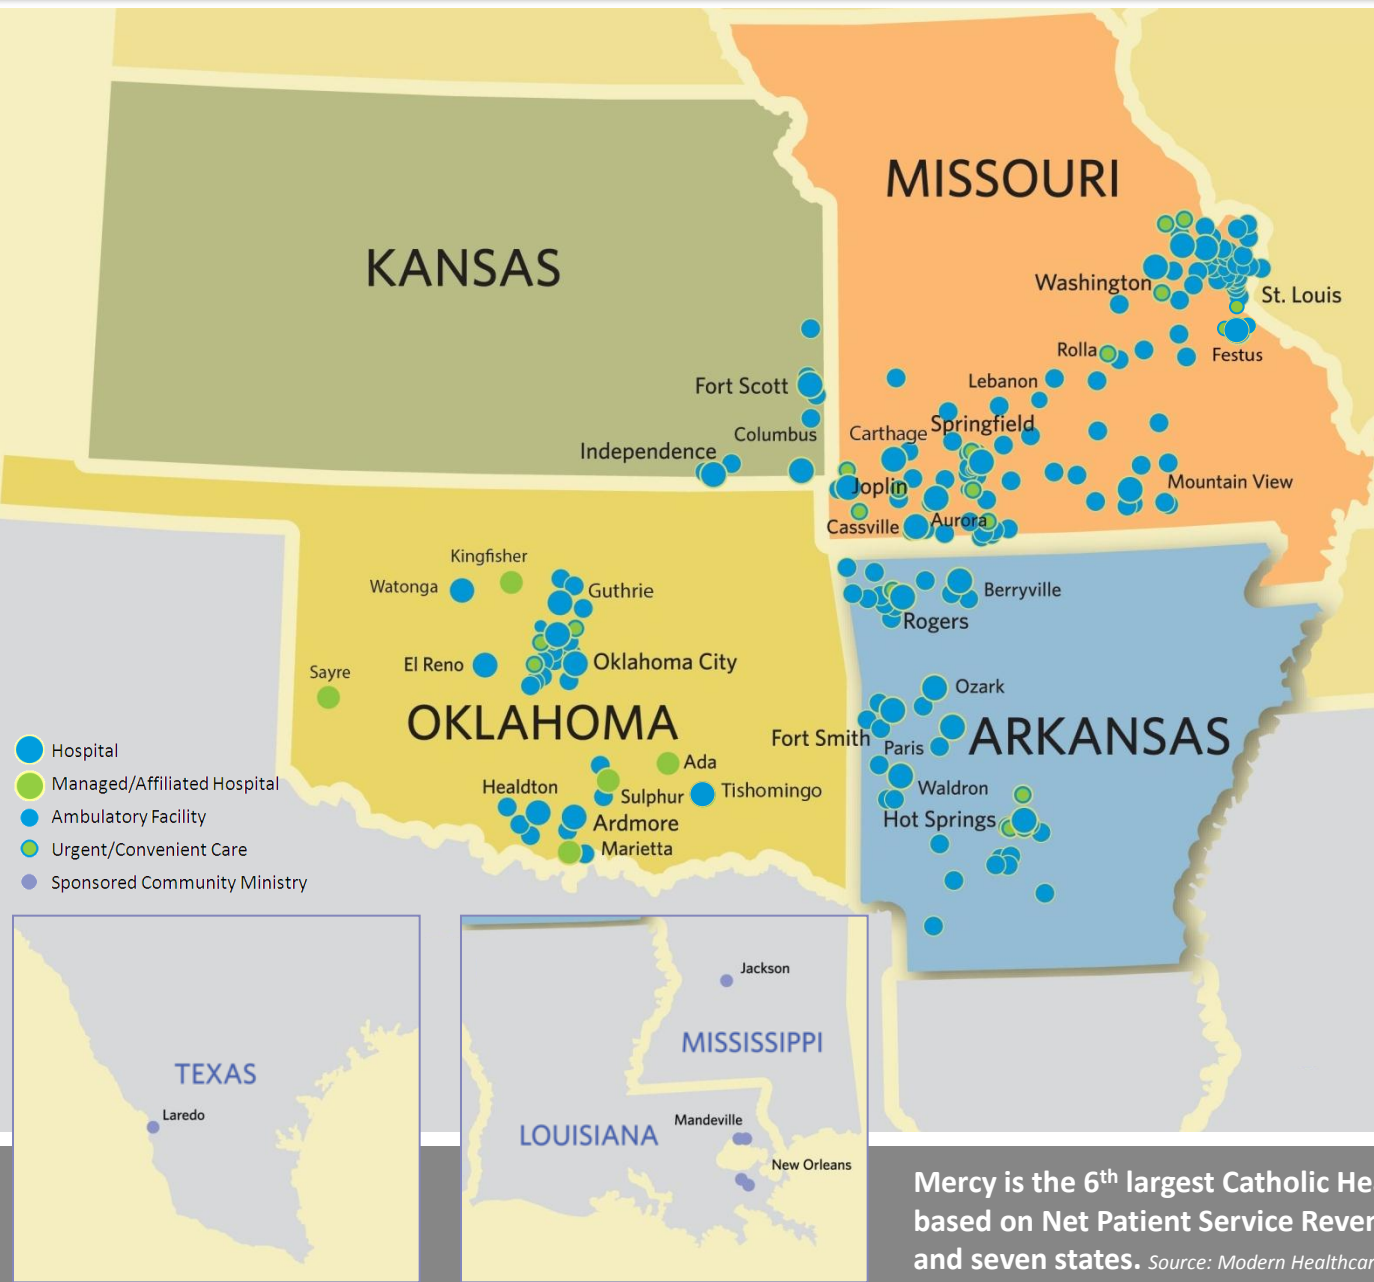 MISSOURI
KANSAS
Washington
St. Louis
Rolla
Festus
Lebanon
Fort Scott
Springfield
Columbus
Carthage
Independence
Joplin
Mountain View
Cassville
Aurora
Kingfisher
Watonga
Guthrie
Berryville
Rogers
El Reno
Oklahoma City
Sayre
Ozark
OKLAHOMA
Fort Smith
Paris
ARKANSAS
Hospital
Managed/Affiliated Hospital
Ambulatory Facility
Urgent/Convenient Care
Sponsored Community Ministry
Ada
Healdton
Sulphur
Tishomingo
Waldron
Ardmore
Hot Springs
Marietta
Jackson
MISSISSIPPI
TEXAS
Laredo
Mandeville
LOUISIANA
New Orleans
Mercy is the 6th largest Catholic He
based on Net Patient Service Rever
and seven states. Source: Modern Healthcar